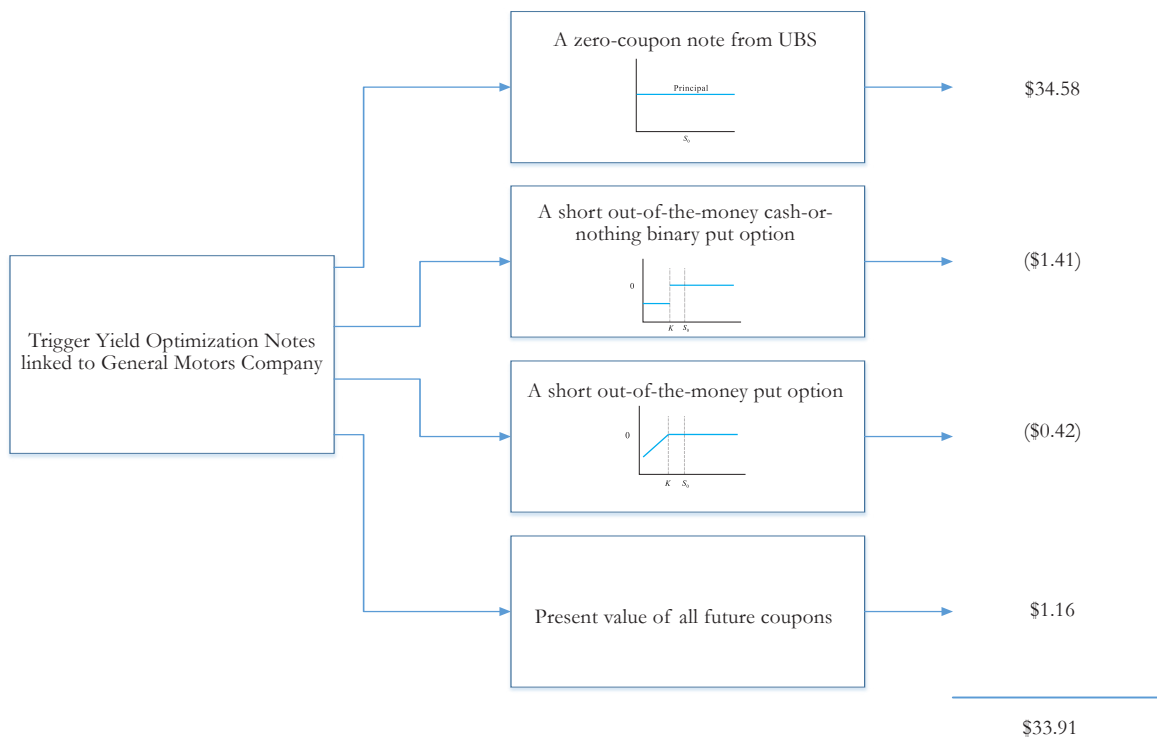 A zero-coupon note from UBS
Principal
S₀
$34.58
A short out-of-the-money cash-or-
nothing binary put option
0
K
S₀
($1.41)
Trigger Yield Optimization Notes
linked to General Motors Company
A short out-of-the-money put option
0
K
S₀
($0.42)
Present value of all future coupons
$1.16
$33.91